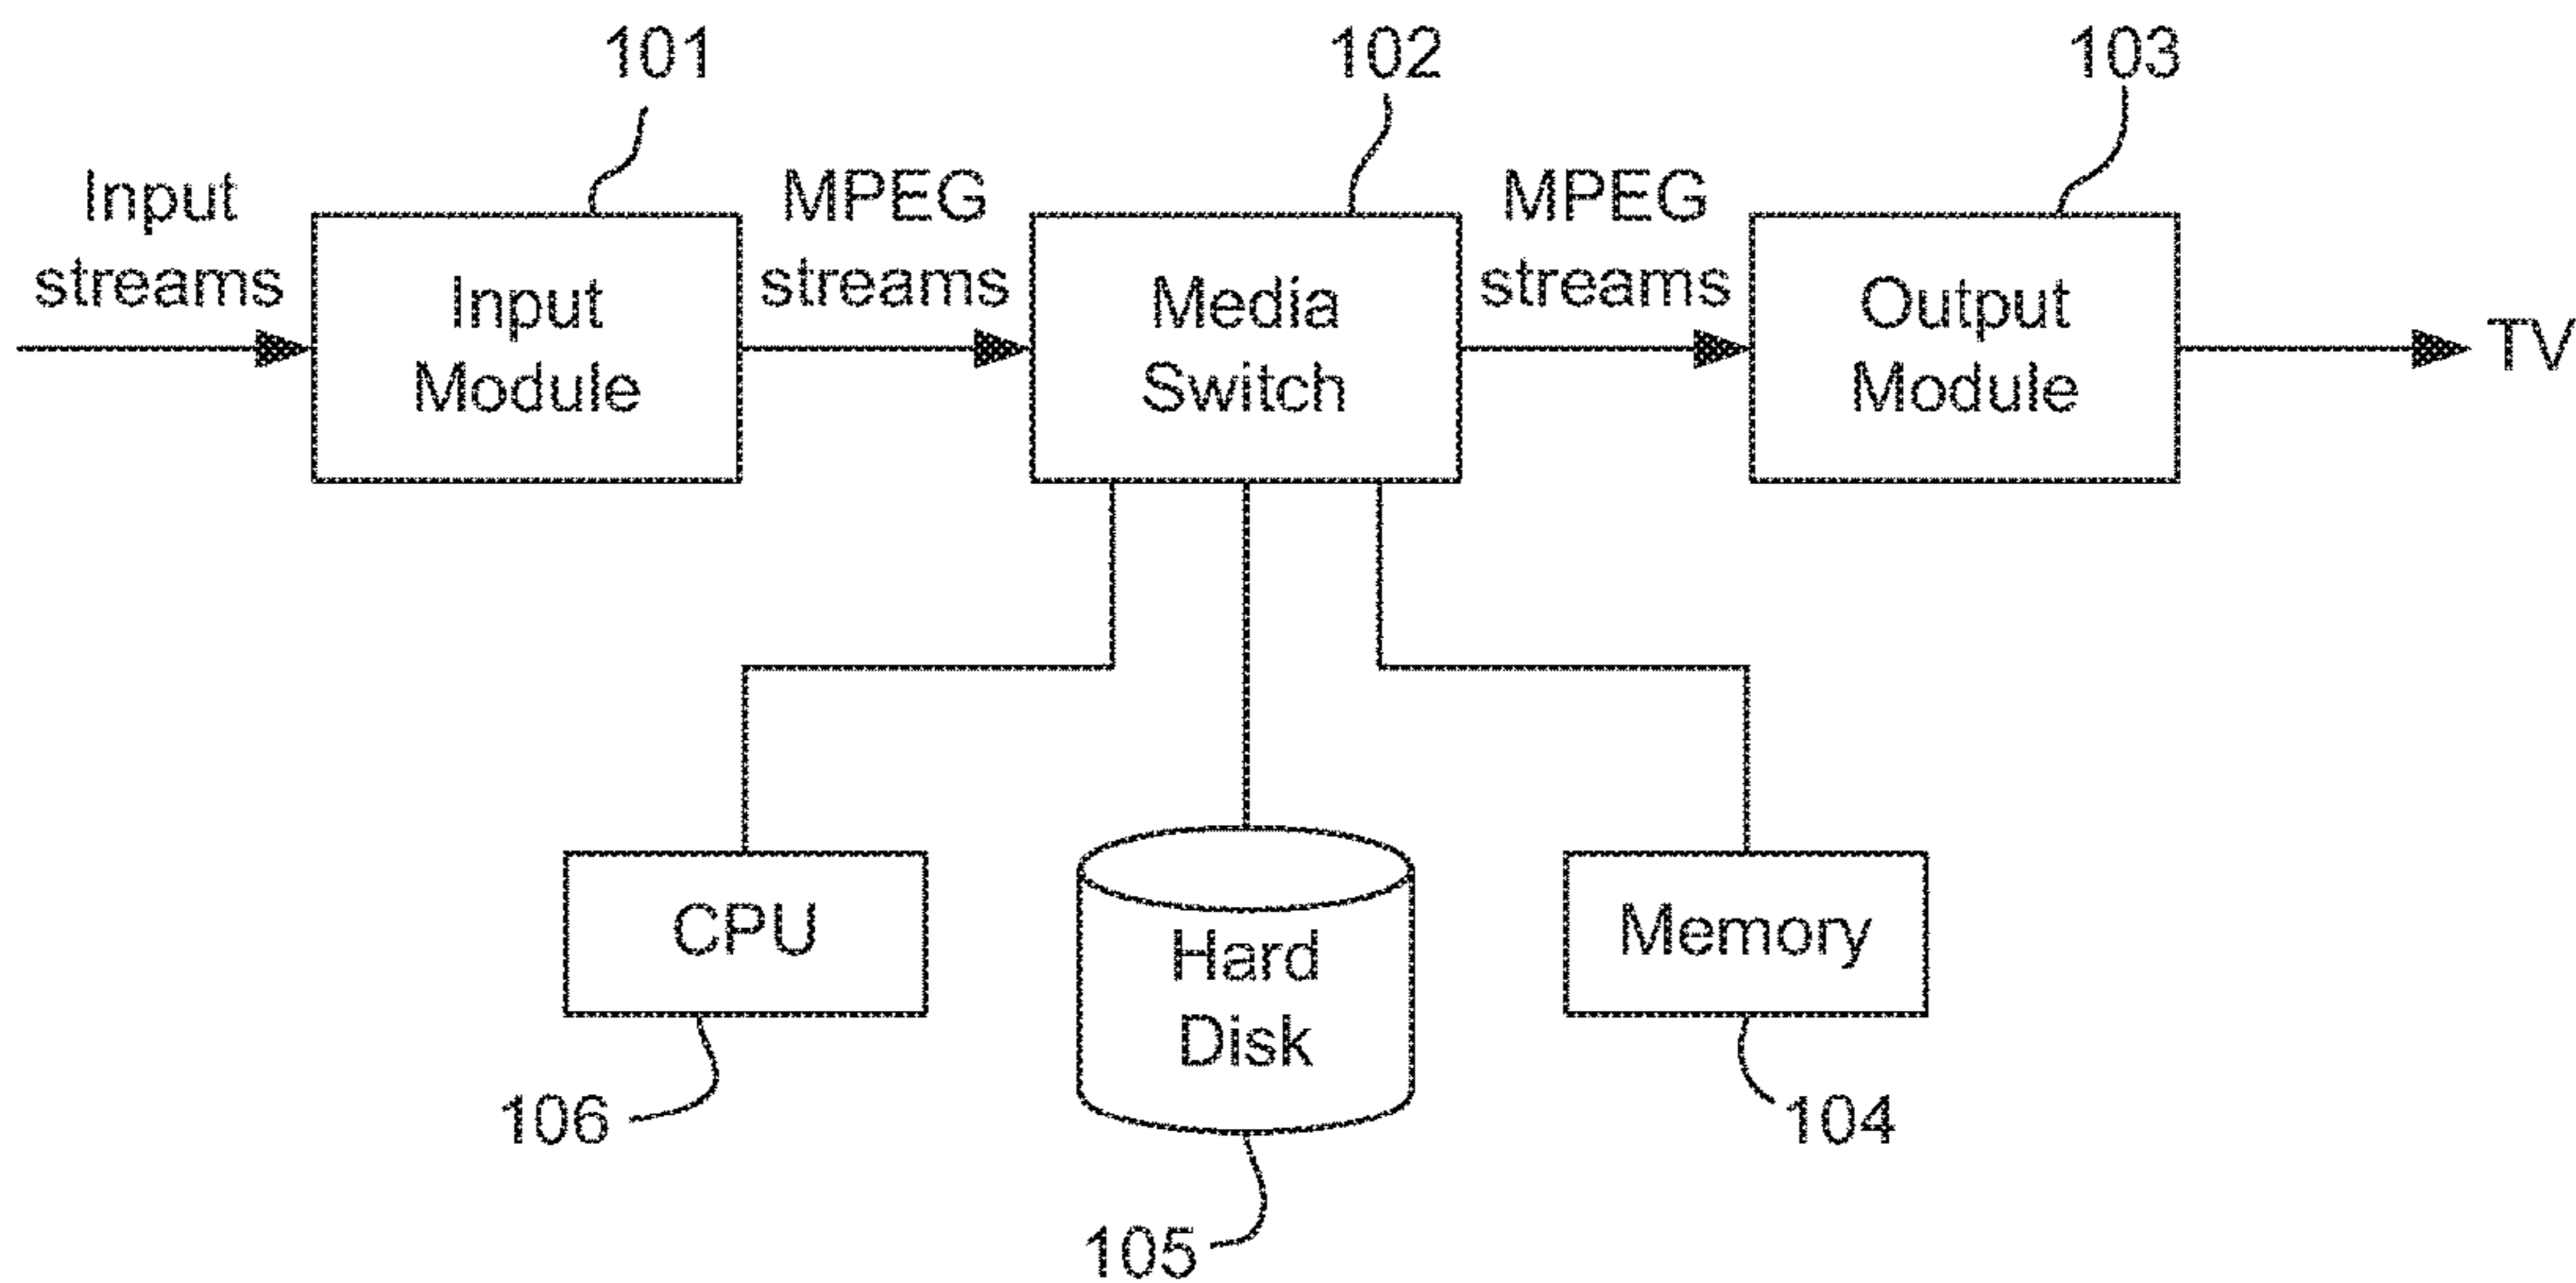 101
102
103
Input
streams
MPEG
streams
MPEG
streams
Input
Module
Media
Switch
Output
Module
TV
CPU
Hard
Disk
Memory
106
104
105